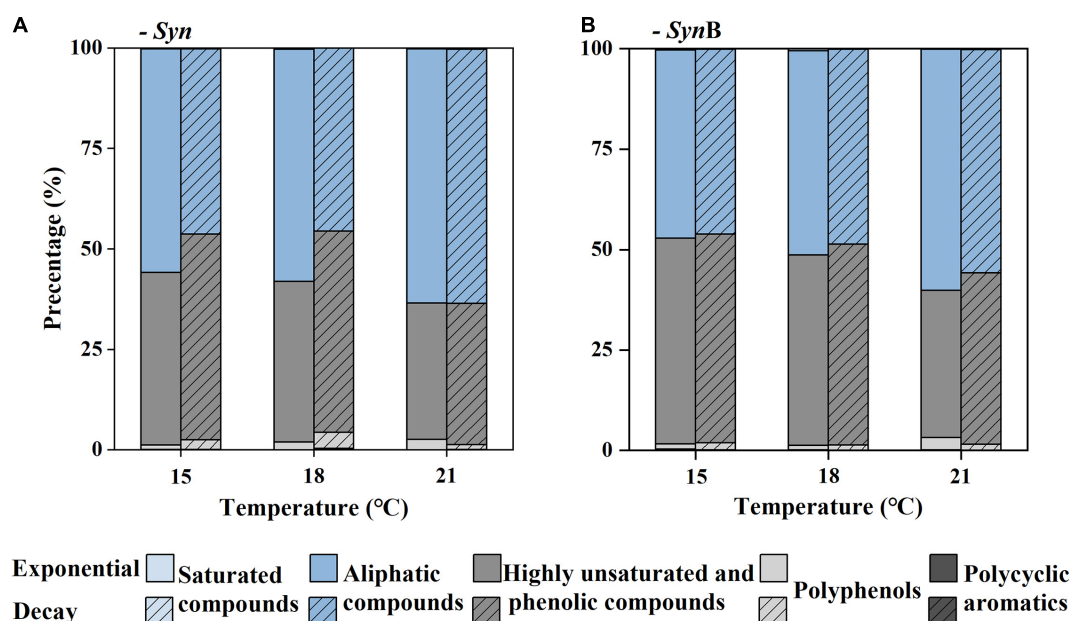 A
- Syn
B
- SynB
Precentage (%)
100
75
50
25
0
15
18
21
Temperature (°C)
100
75
50
25
0
15
18
21
Temperature (°C)
Exponential
Decay
Saturated
compounds
Aliphatic
compounds
Highly unsaturated and
phenolic compounds
Polyphenols
Polycyclic
aromatics